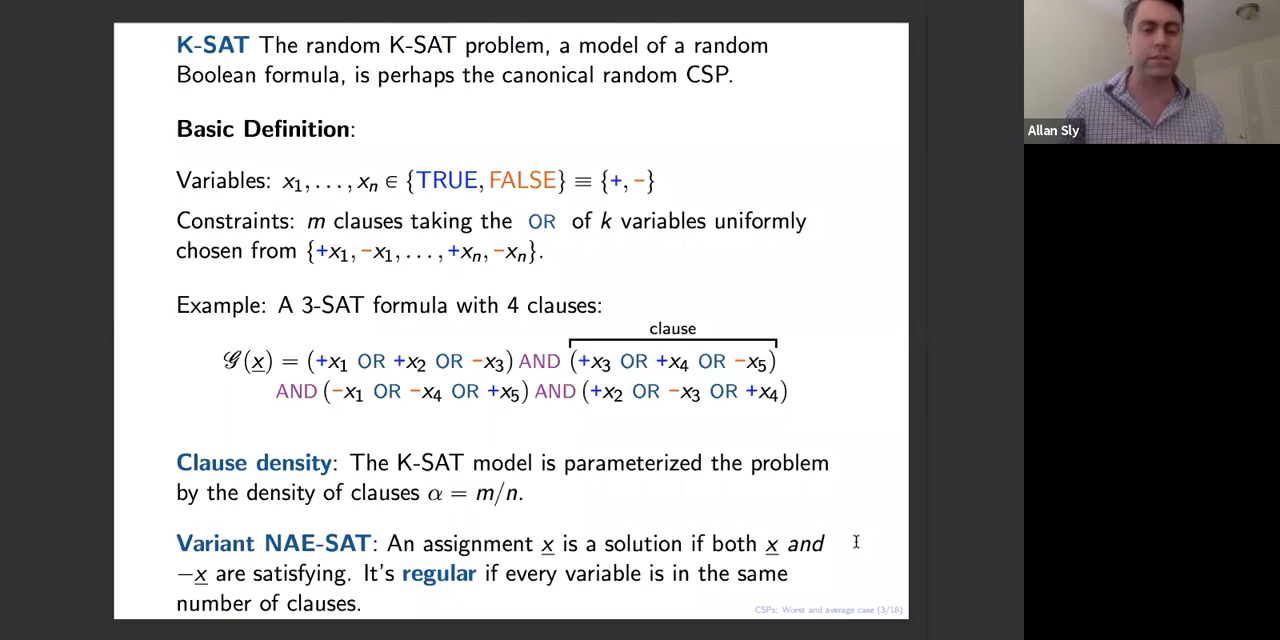 K-SAT The random K-SAT problem, a model of a random
Boolean formula, is perhaps the canonical random CSP.
Basic Definition:
Variables: x₁, . . . , xₙ ∈ {TRUE, FALSE} ≡ {+, −}
Constraints: m clauses taking the OR of k variables uniformly
chosen from {+x₁, −x₁, . . . , +xₙ, −xₙ}.
Example: A 3-SAT formula with 4 clauses:
clause
𝒢(x) = (+x₁ OR +x₂ OR −x₃) AND (+x₃ OR +x₄ OR −x₅)
AND (−x₁ OR −x₄ OR +x₅) AND (+x₂ OR −x₃ OR +x₄)
Clause density: The K-SAT model is parameterized the problem
by the density of clauses α = m/n.
Variant NAE-SAT: An assignment x is a solution if both x and
−x are satisfying. It's regular if every variable is in the same
number of clauses.
CSPs: Worst and average case (3/18)
Allan Sly